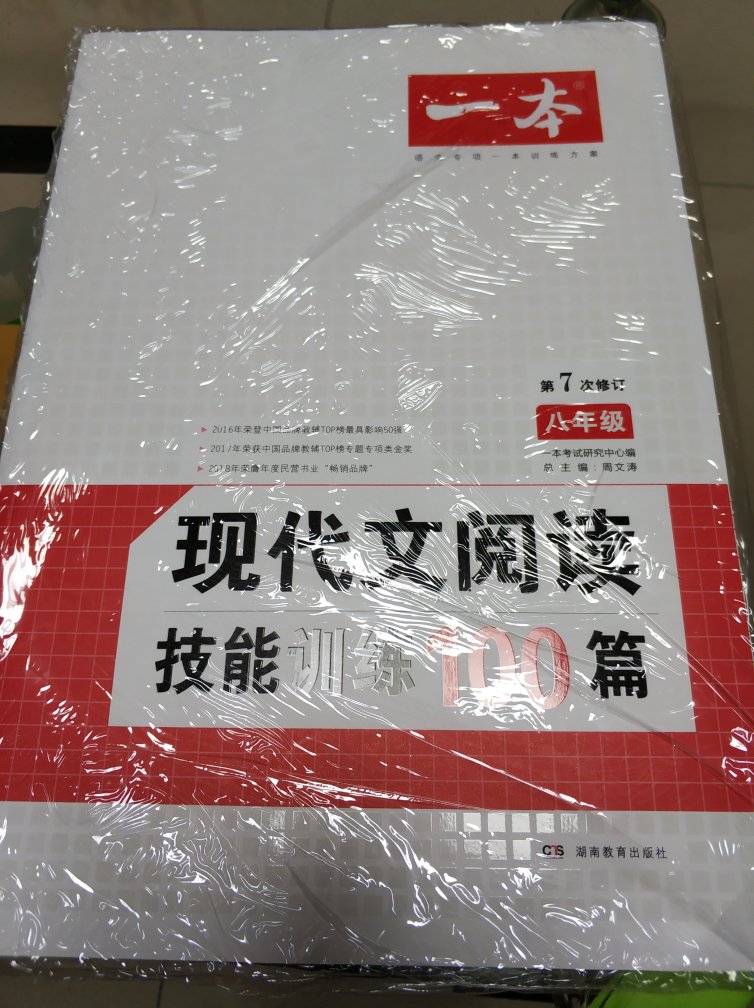 一本®
语文专项一本训练方案
第7次修订
八年级
一本考试研究中心编
总主编：周文涛
▶ 2016年荣登中国品牌教辅TOP榜最具影响50强
▶ 2017年荣获中国品牌教辅TOP榜专题专项类金奖
▶ 2018年荣膺年度民营书业“畅销品牌”
现代文阅读
技能训练100篇
湖南教育出版社